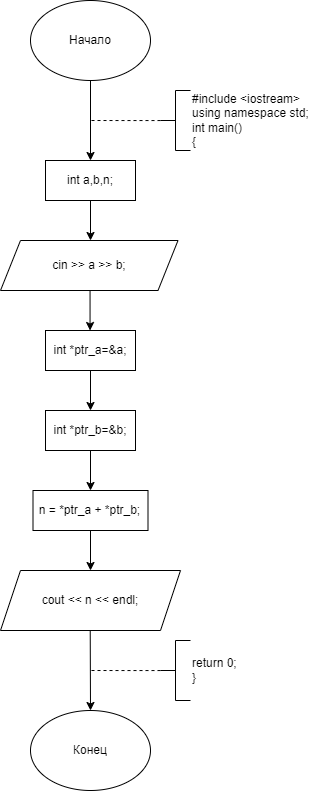 Начало
#include <iostream>
using namespace std;
int main()
{
int a,b,n;
cin >> a >> b;
int *ptr_a=&a;
int *ptr_b=&b;
n = *ptr_a + *ptr_b;
cout << n << endl;
return 0;
}
Конец